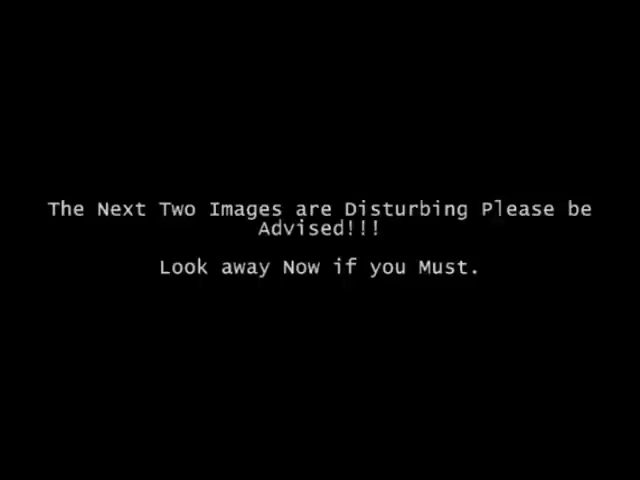 The Next Two Images are Disturbing Please be
Advised!!!
Look away Now if you Must.